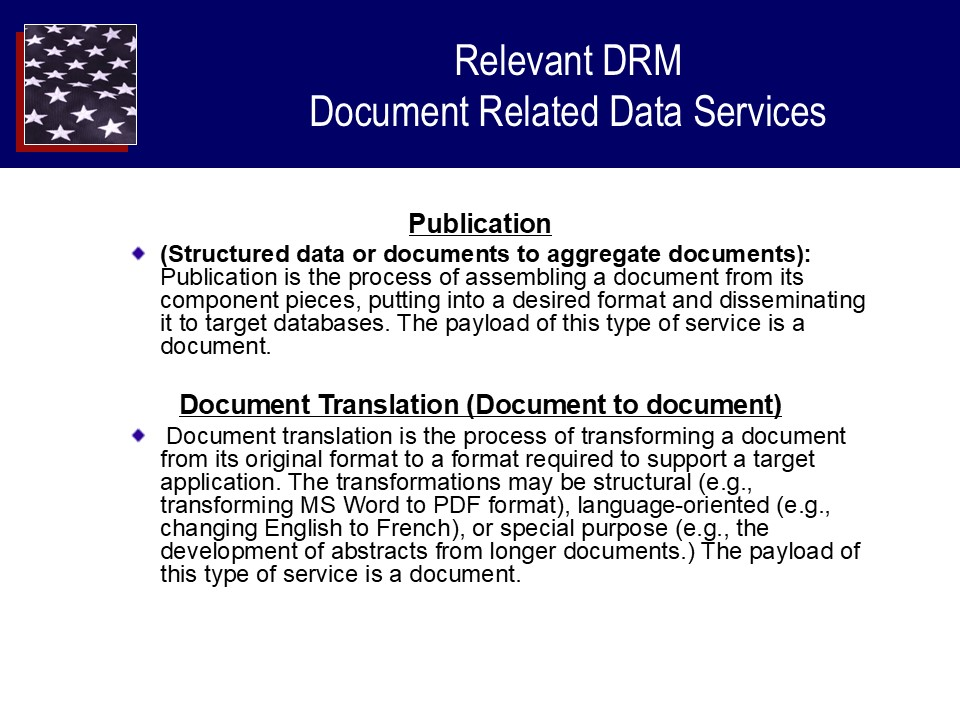 Relevant DRM
Document Related Data Services
Publication
(Structured data or documents to aggregate documents):
Publication is the process of assembling a document from its
component pieces, putting into a desired format and disseminating
it to target databases. The payload of this type of service is a
document.
Document Translation (Document to document)
Document translation is the process of transforming a document
from its original format to a format required to support a target
application. The transformations may be structural (e.g.,
transforming MS Word to PDF format), language-oriented (e.g.,
changing English to French), or special purpose (e.g., the
development of abstracts from longer documents.) The payload of
this type of service is a document.